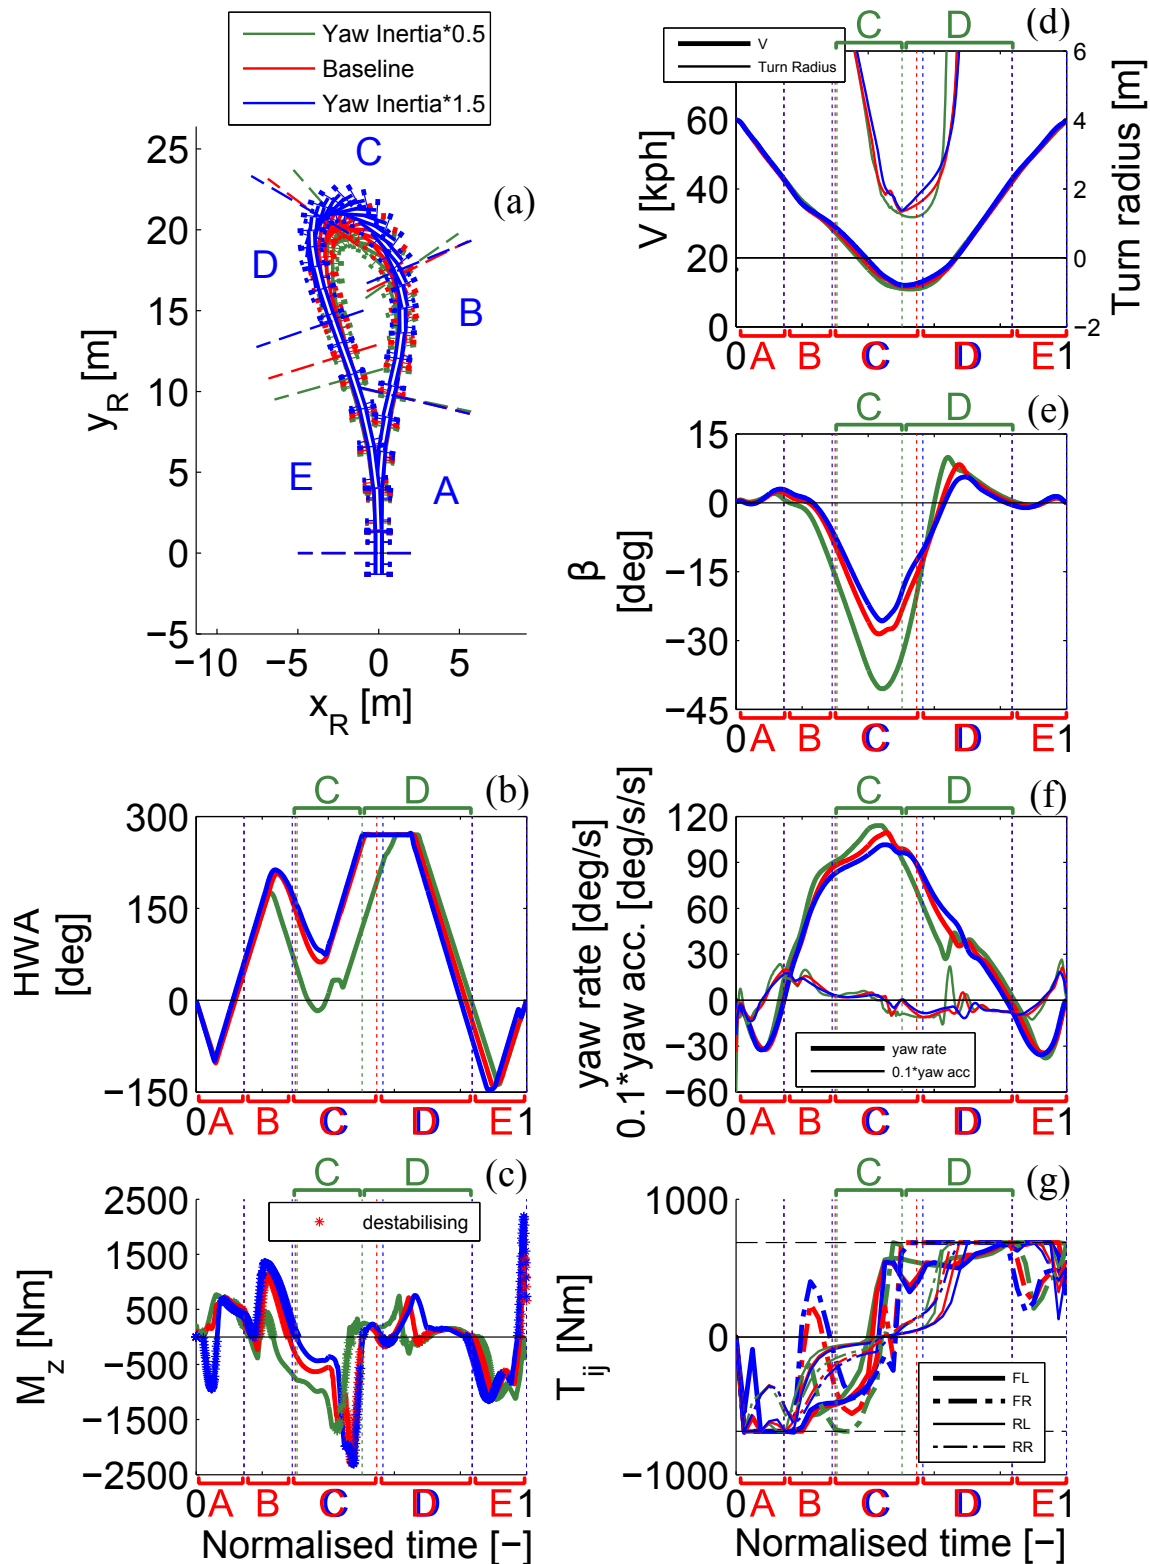 Yaw Inertia*0.5
Baseline
Yaw Inertia*1.5
(a)
25
20
15
10
5
0
−5
−10
−5
0
5
y_R [m]
x_R [m]
A
B
C
D
E
(d)
C
D
V
Turn Radius
V [kph]
60
40
20
0
Turn radius [m]
6
4
2
0
−2
0 A B C D E 1
(e)
C
D
β
[deg]
15
0
−15
−30
−45
0 A B C D E 1
(b)
C
D
HWA
[deg]
300
150
0
−150
0 A B C D E 1
(f)
C
D
yaw rate [deg/s]
0.1*yaw acc. [deg/s/s]
120
90
60
30
0
−30
−60
yaw rate
0.1*yaw acc
0 A B C D E 1
(c)
C
D
destabilising
M_z [Nm]
2500
1500
500
−500
−1500
−2500
0 A B C D E 1
Normalised time [−]
(g)
C
D
T_ij [Nm]
1000
0
−1000
FL
FR
RL
RR
0 A B C D E 1
Normalised time [−]